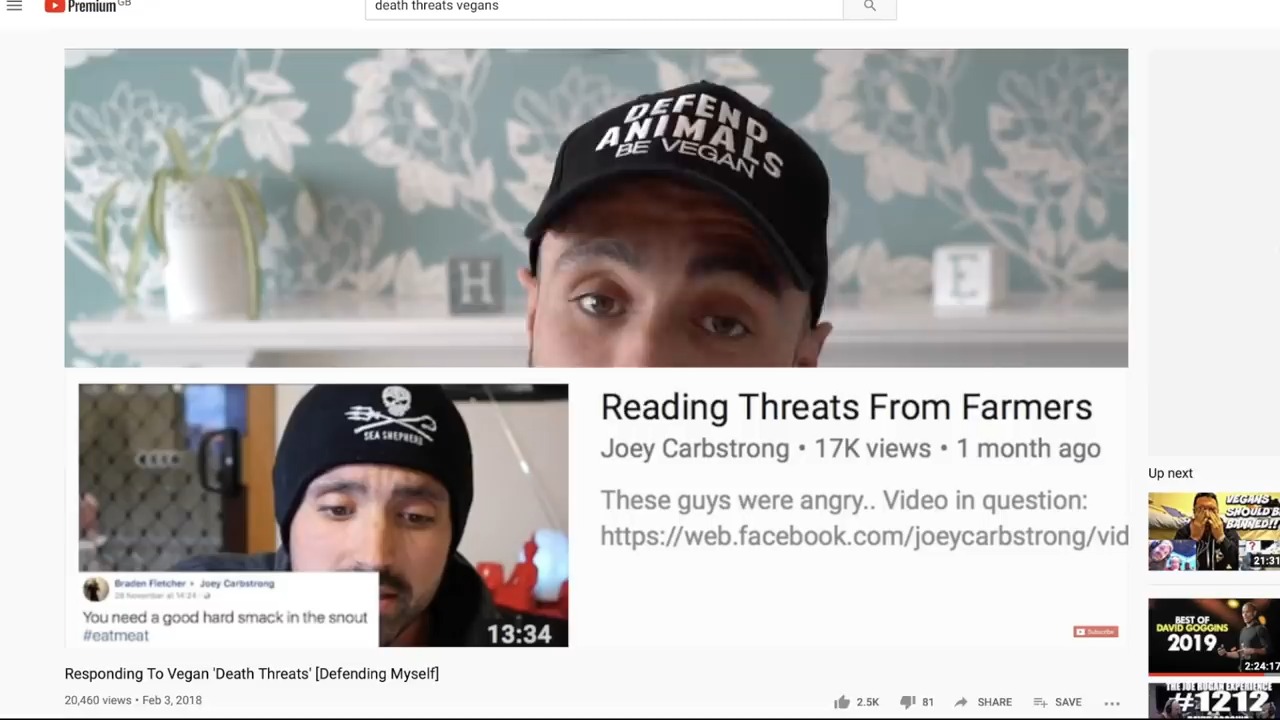 Premium GB
death threats vegans
DEFEND
ANIMALS
BE VEGAN
H
E
SEA SHEPHERD
Reading Threats From Farmers
Joey Carbstrong • 17K views • 1 month ago
These guys were angry.. Video in question:
https://web.facebook.com/joeycarbstrong/vid
Braden Fletcher ▸ Joey Carbstrong
28 November at 14:24
You need a good hard smack in the snout
#eatmeat
13:34
Subscribe
Responding To Vegan 'Death Threats' [Defending Myself]
20,460 views • Feb 3, 2018
2.5K
81
SHARE
SAVE
Up next
VEGANS
SHOULD BE
BANNED!!
21:31
BEST OF
DAVID GOGGINS
2019
2:24:17
THE JOE ROGAN EXPERIENCE
#1212